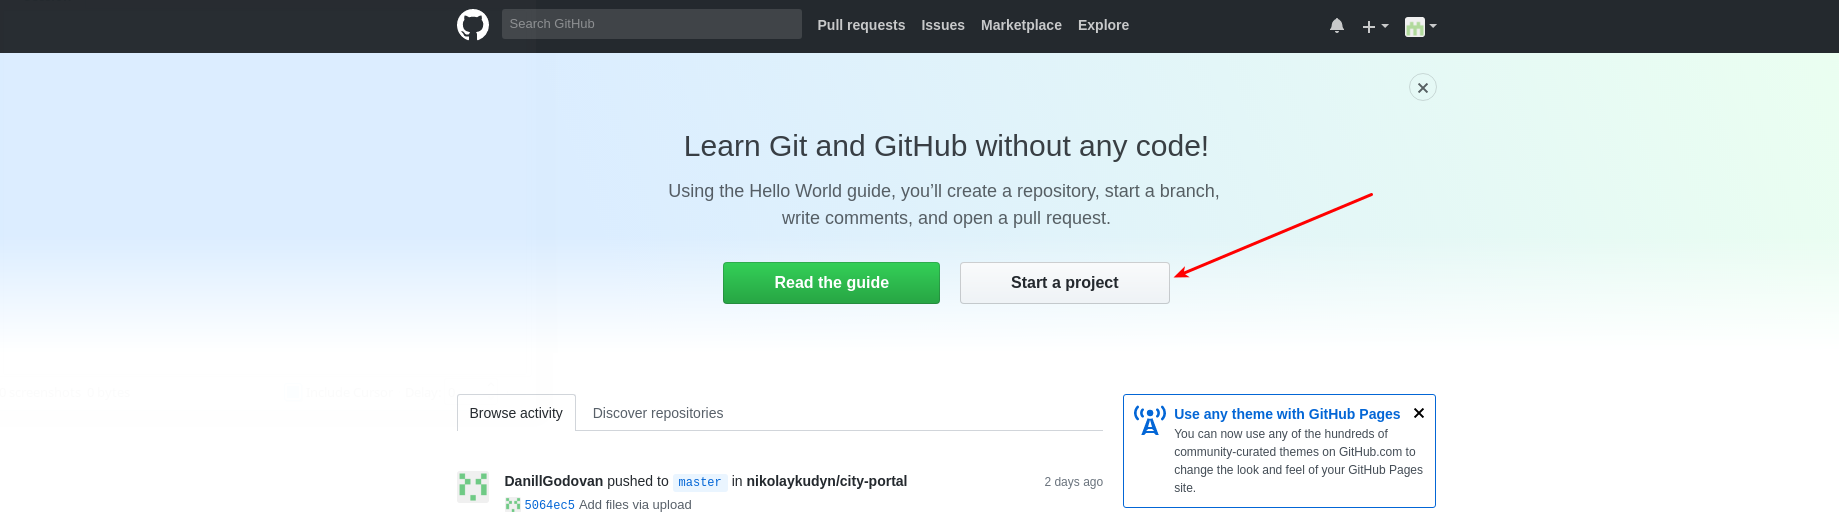 Search GitHub
Pull requests Issues Marketplace Explore
Learn Git and GitHub without any code!
Using the Hello World guide, you’ll create a repository, start a branch,
write comments, and open a pull request.
Read the guide Start a project
Browse activity Discover repositories
DanillGodovan pushed to master in nikolaykudyn/city-portal 2 days ago
5064ec5 Add files via upload
Use any theme with GitHub Pages
You can now use any of the hundreds of
community-curated themes on GitHub.com to
change the look and feel of your GitHub Pages
site.